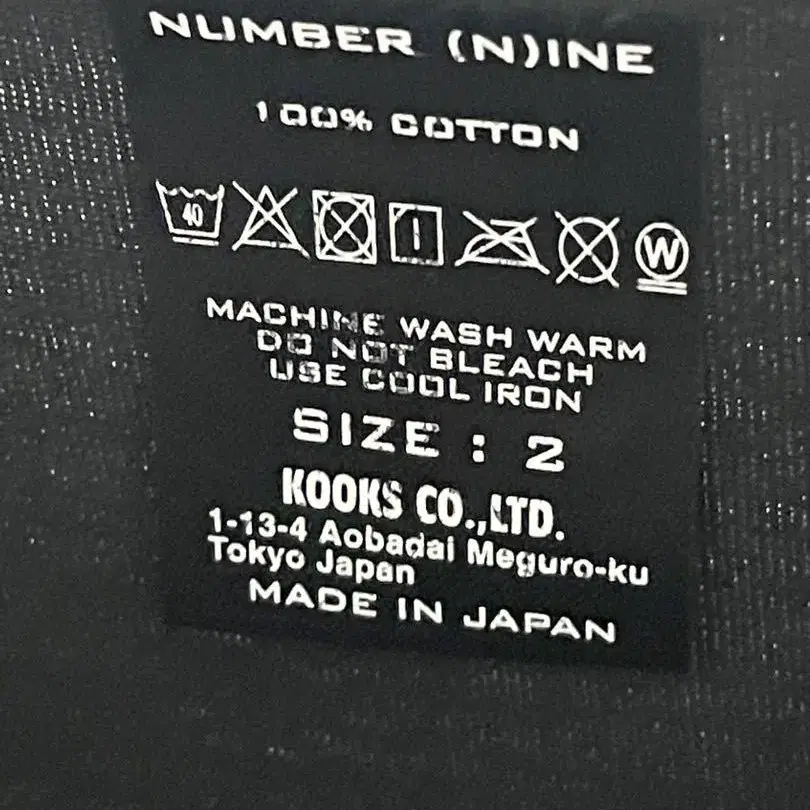 NUMBER (N)INE
100% COTTON
40
W
MACHINE WASH WARM
DO NOT BLEACH
USE COOL IRON
SIZE : 2
KOOKS CO.,LTD.
1-13-4 Aobadai Meguro-ku
Tokyo Japan
MADE IN JAPAN